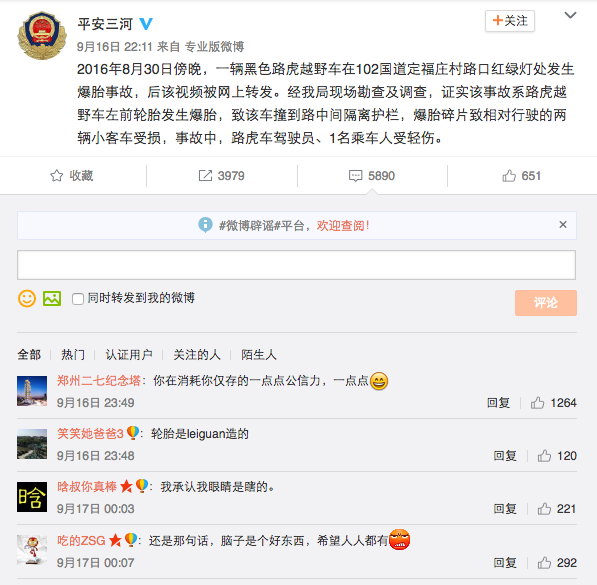 平安三河
+关注
9月16日 22:11 来自 专业版微博
2016年8月30日傍晚，一辆黑色路虎越野车在102国道定福庄村路口红绿灯处发生
爆胎事故，后该视频被网上转发。经我局现场勘查及调查，证实该事故系路虎越
野车左前轮胎发生爆胎，致该车撞到路中间隔离护栏，爆胎碎片致相对行驶的两
辆小客车受损，事故中，路虎车驾驶员、1名乘车人受轻伤。
收藏 3979 5890 651
#微博辟谣#平台，欢迎查阅！
同时转发到我的微博 评论
全部 热门 认证用户 关注的人 陌生人
郑州二七纪念塔：你在消耗你仅存的一点点公信力，一点点
9月16日 23:49 回复 1264
笑笑她爸爸3：轮胎是leiguan造的
9月16日 23:48 回复 120
晗
晗叔你真棒：我承认我眼睛是瞎的。
9月17日 00:03 回复 221
吃的ZSG：还是那句话，脑子是个好东西，希望人人都有
9月17日 00:07 回复 292